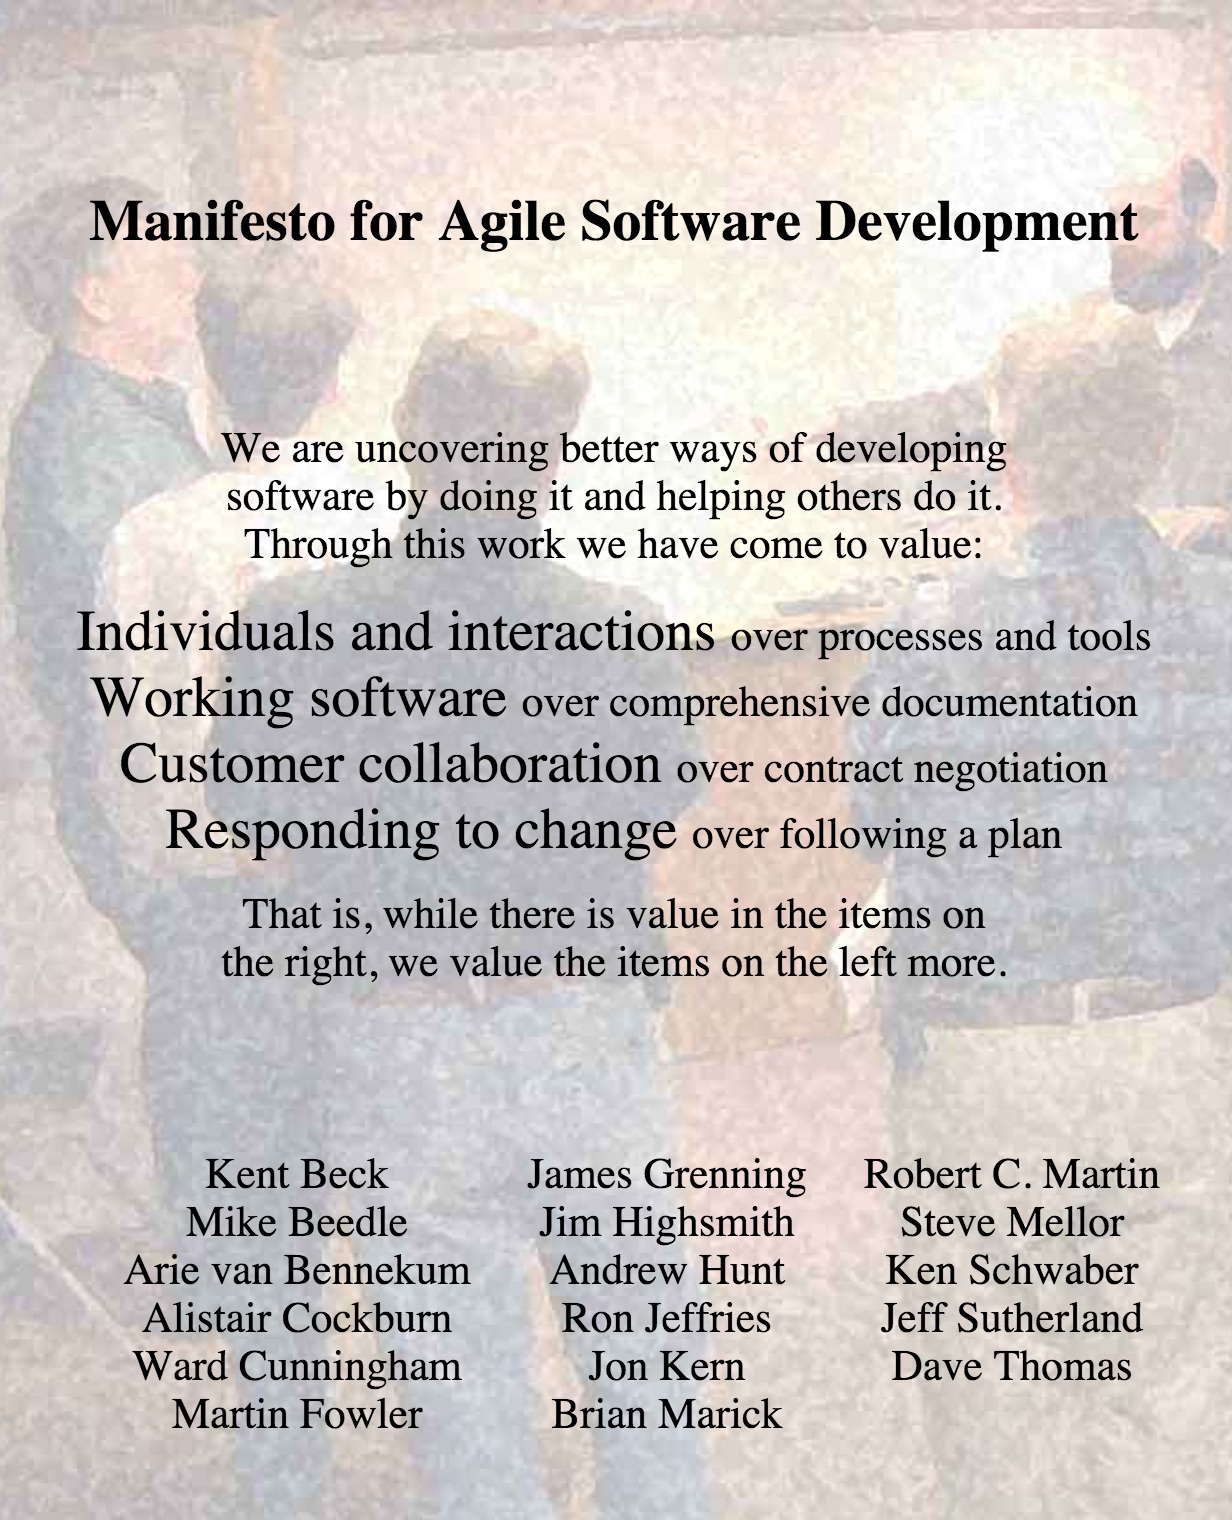 Manifesto for Agile Software Development
We are uncovering better ways of developing
software by doing it and helping others do it.
Through this work we have come to value:
Individuals and interactions over processes and tools
Working software over comprehensive documentation
Customer collaboration over contract negotiation
Responding to change over following a plan
That is, while there is value in the items on
the right, we value the items on the left more.
Kent Beck
Mike Beedle
Arie van Bennekum
Alistair Cockburn
Ward Cunningham
Martin Fowler
James Grenning
Jim Highsmith
Andrew Hunt
Ron Jeffries
Jon Kern
Brian Marick
Robert C. Martin
Steve Mellor
Ken Schwaber
Jeff Sutherland
Dave Thomas